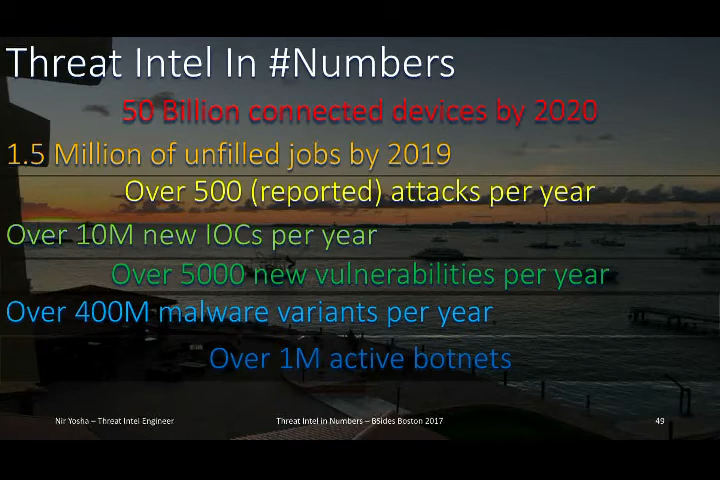 Threat Intel In #Numbers
50 Billion connected devices by 2020
1.5 Million of unfilled jobs by 2019
Over 500 (reported) attacks per year
Over 10M new IOCs per year
Over 5000 new vulnerabilities per year
Over 400M malware variants per year
Over 1M active botnets
Nir Yosha – Threat Intel Engineer
Threat Intel in Numbers – BSides Boston 2017
49